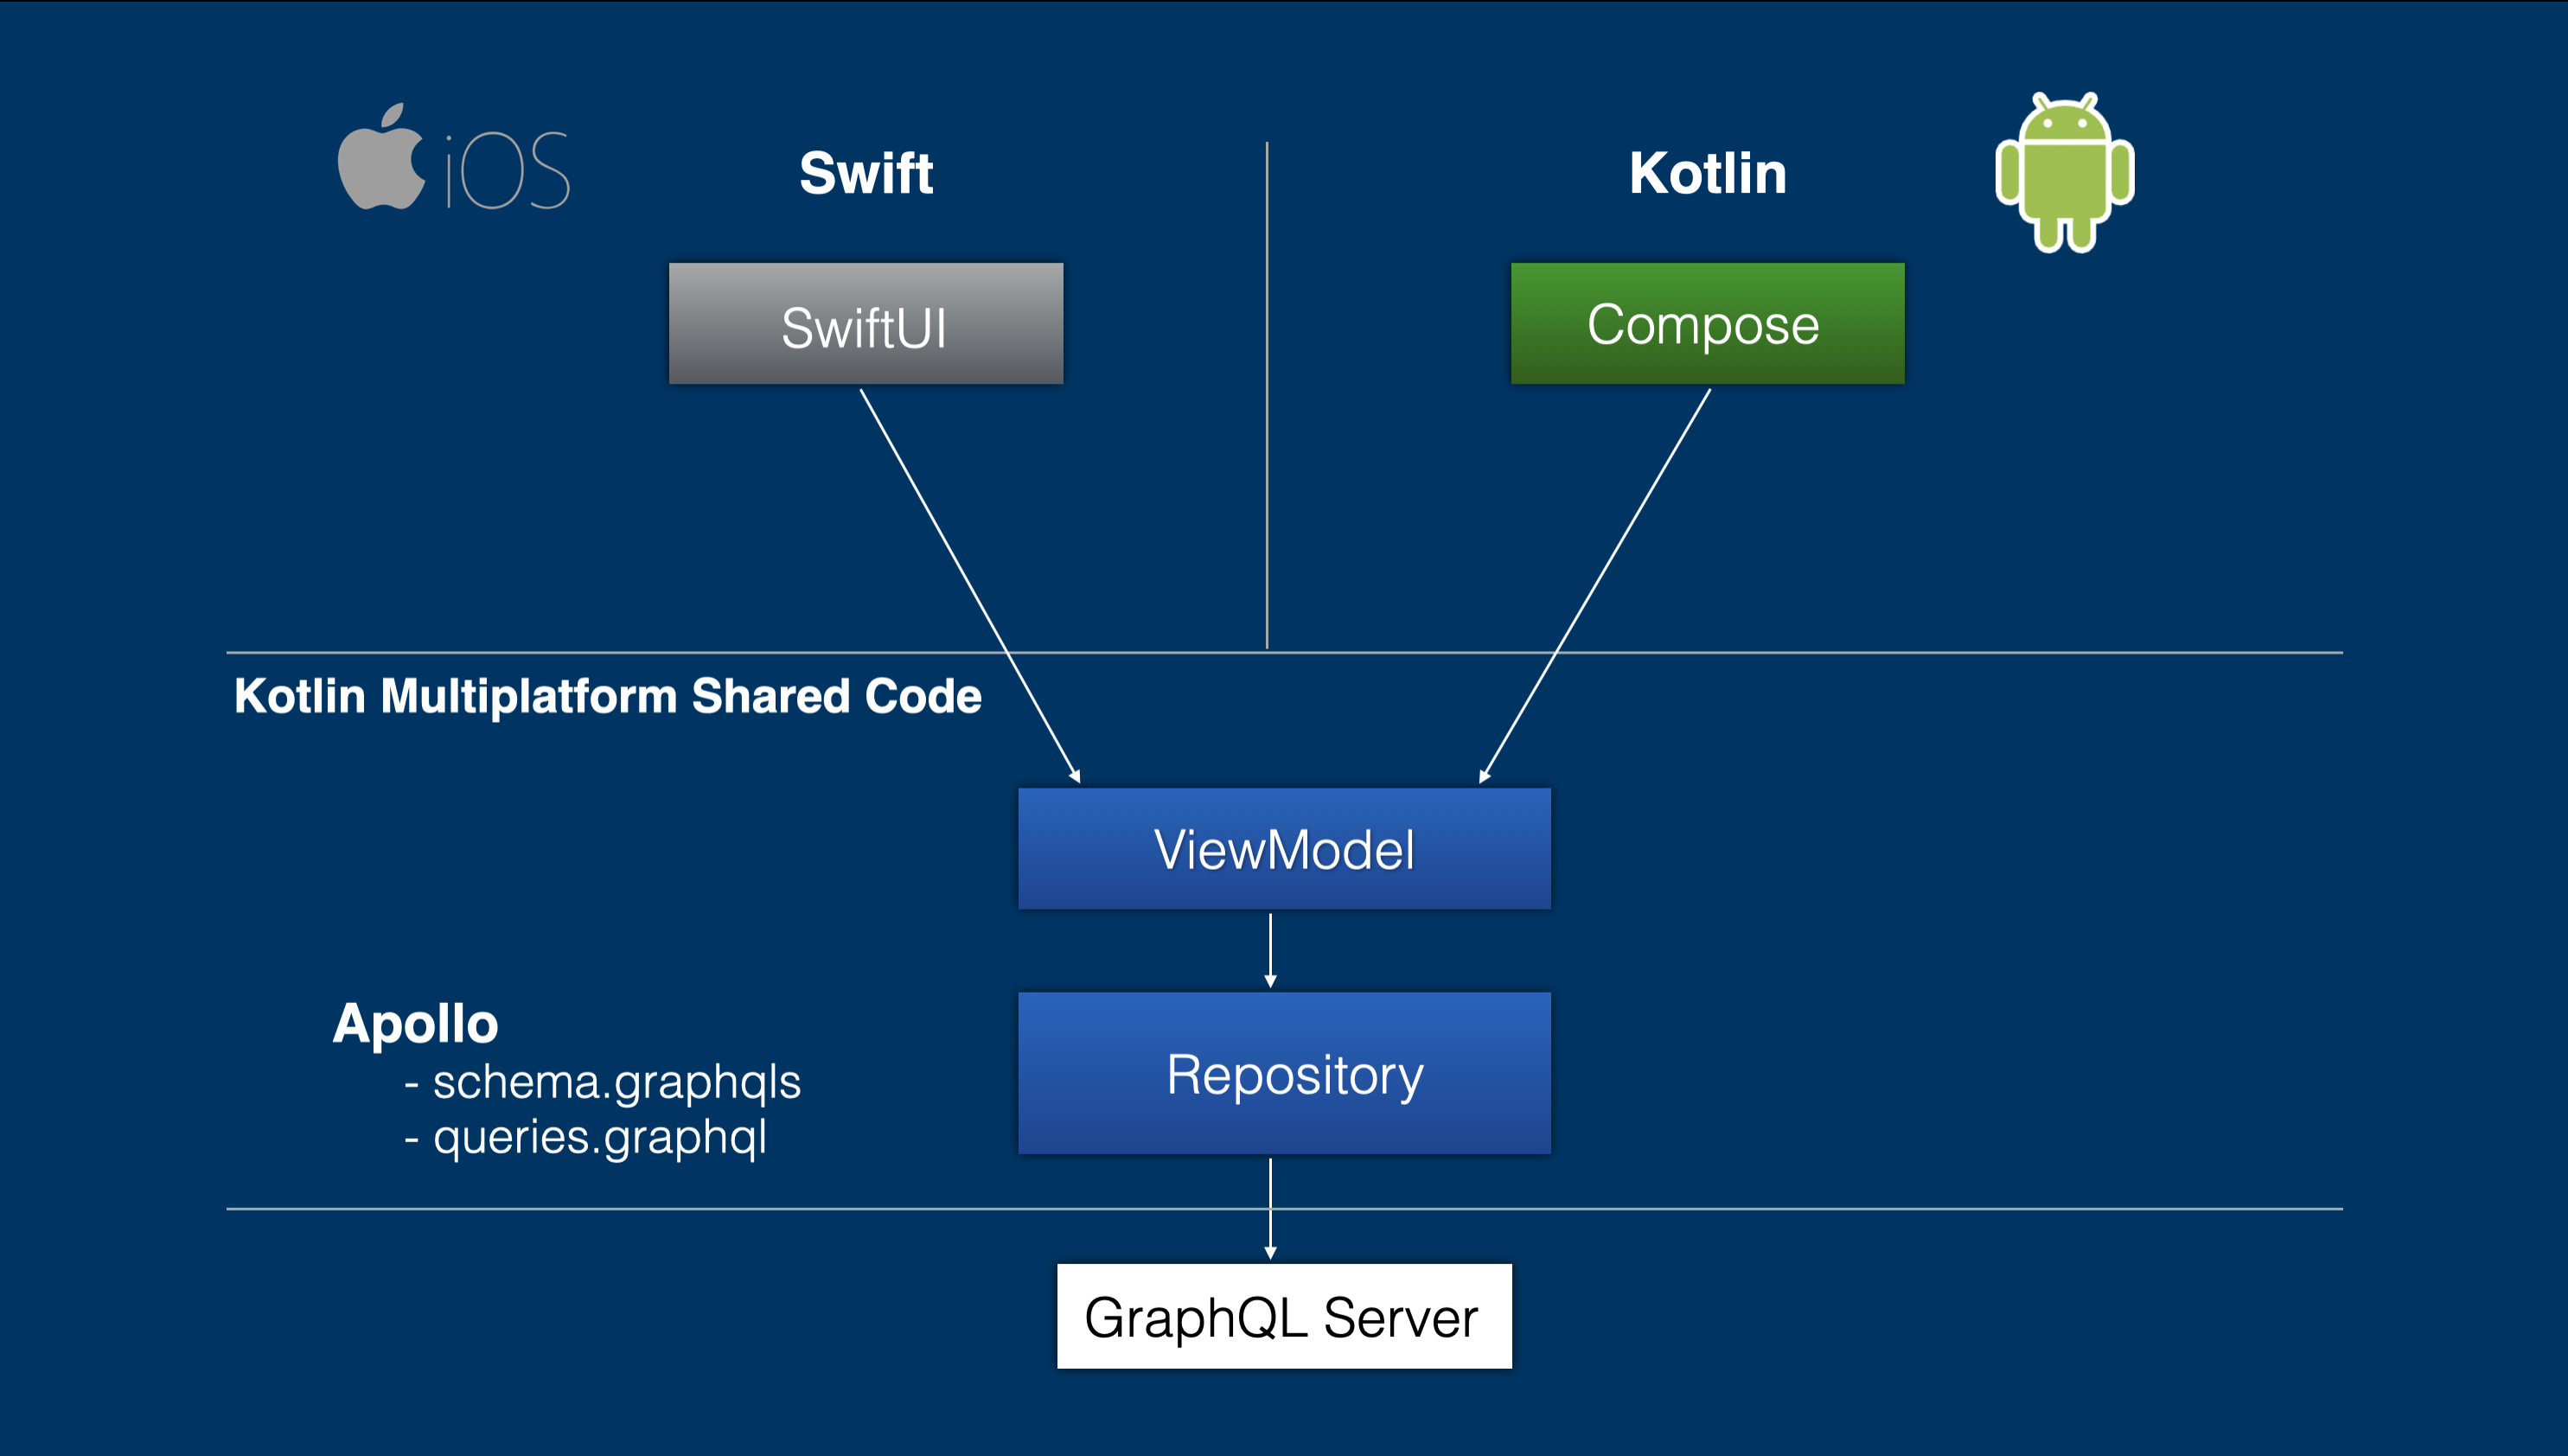 iOS
Swift
Kotlin
SwiftUI
Compose
Kotlin Multiplatform Shared Code
ViewModel
Apollo
- schema.graphqls
- queries.graphql
Repository
GraphQL Server